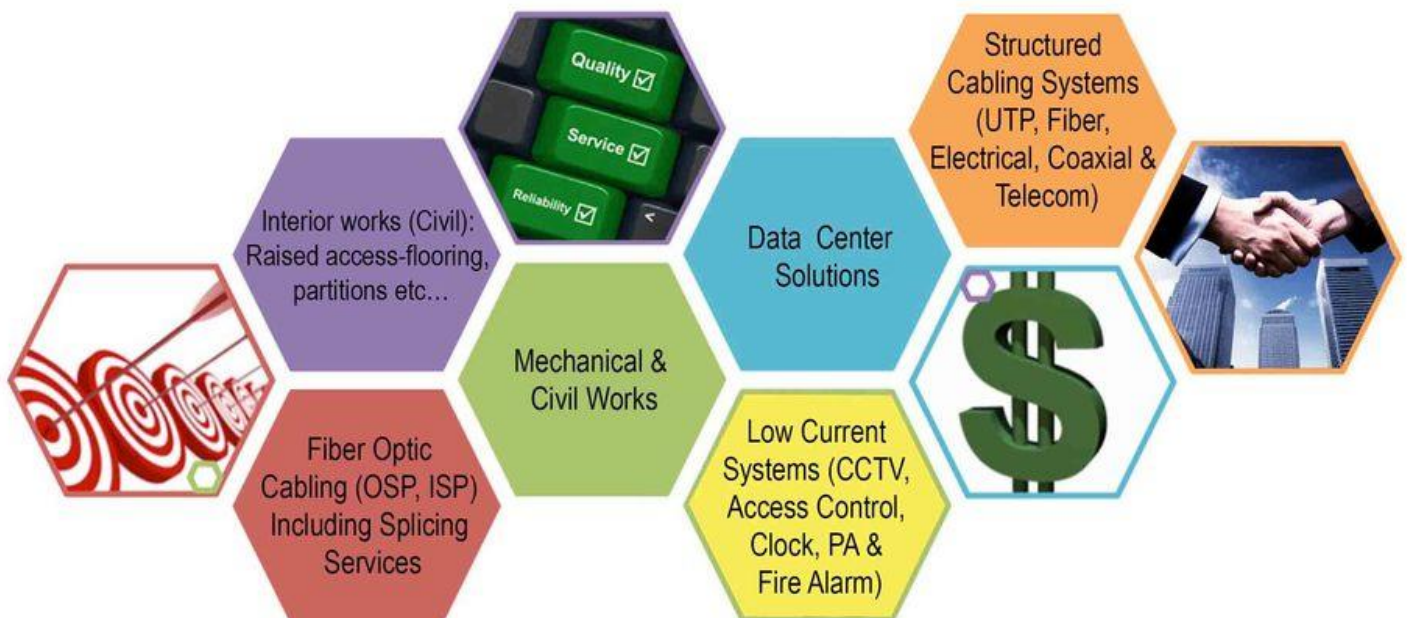 Quality
Service
Reliability
<
Structured
Cabling Systems
(UTP, Fiber,
Electrical, Coaxial &
Telecom)
Interior works (Civil):
Raised access-flooring,
partitions etc…
Data Center
Solutions
Mechanical &
Civil Works
Fiber Optic
Cabling (OSP, ISP)
Including Splicing
Services
Low Current
Systems (CCTV,
Access Control,
Clock, PA &
Fire Alarm)
$